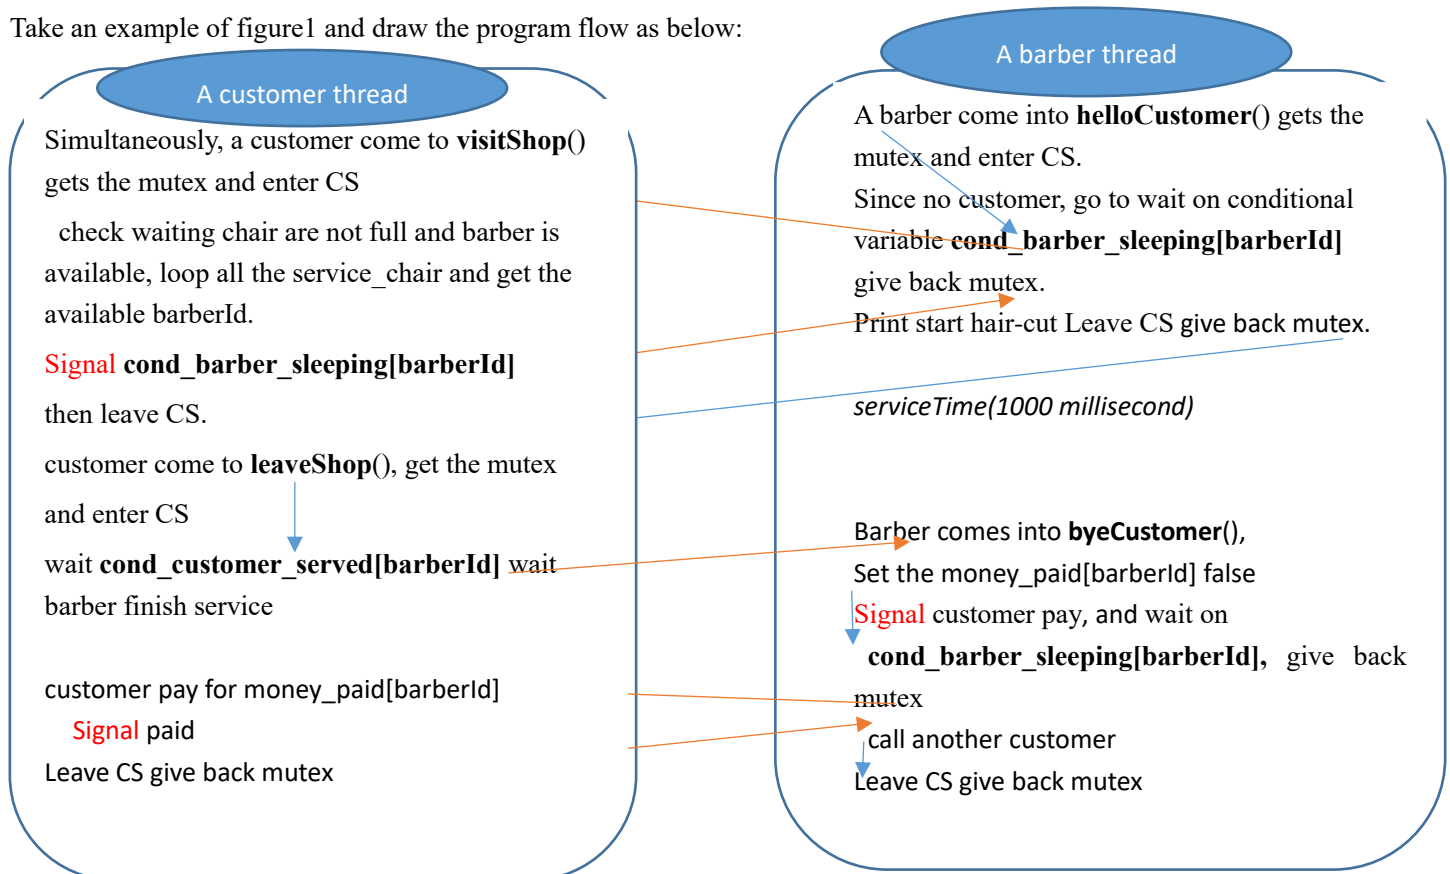 Take an example of figure1 and draw the program flow as below:
A customer thread
Simultaneously, a customer come to visitShop()
gets the mutex and enter CS
check waiting chair are not full and barber is
available, loop all the service_chair and get the
available barberId.
Signal cond_barber_sleeping[barberId]
then leave CS.
customer come to leaveShop(), get the mutex
and enter CS
wait cond_customer_served[barberId] wait
barber finish service
customer pay for money_paid[barberId]
Signal paid
Leave CS give back mutex
A barber thread
A barber come into helloCustomer() gets the
mutex and enter CS.
Since no customer, go to wait on conditional
variable cond_barber_sleeping[barberId]
give back mutex.
Print start hair-cut Leave CS give back mutex.
serviceTime(1000 millisecond)
Barber comes into byeCustomer(),
Set the money_paid[barberId] false
Signal customer pay, and wait on
cond_barber_sleeping[barberId], give back
mutex
call another customer
Leave CS give back mutex